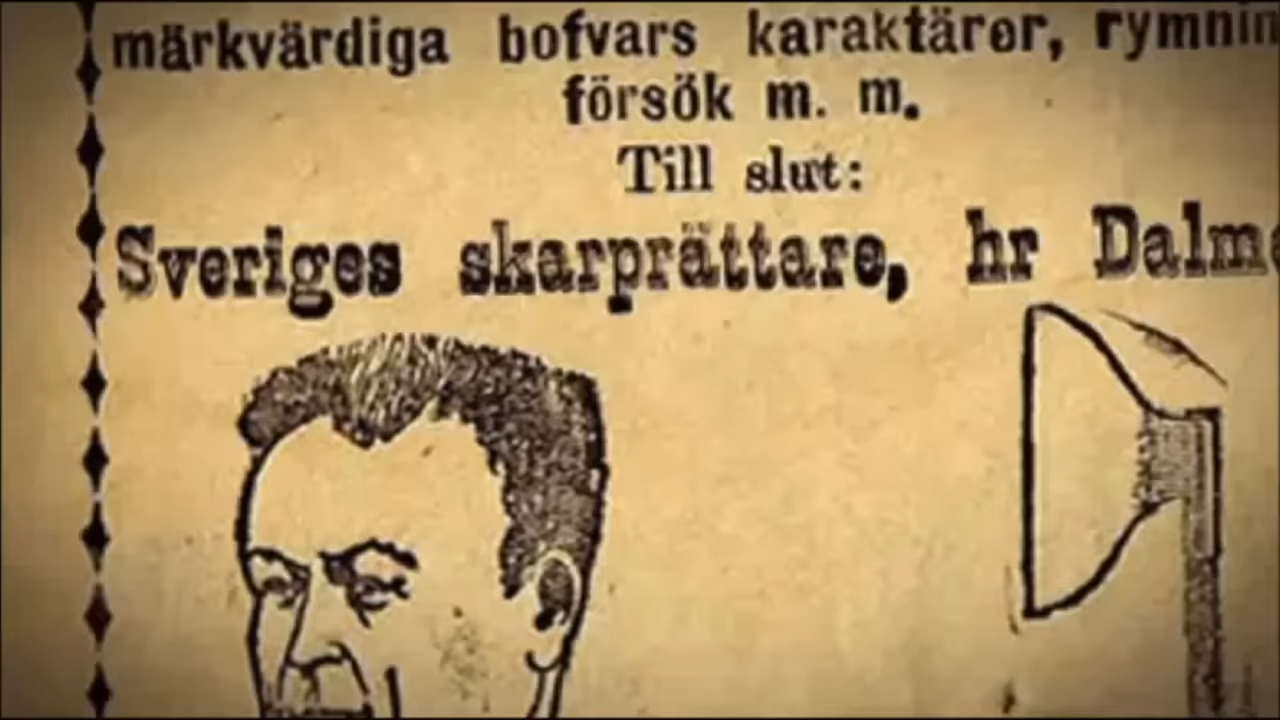 märkvärdiga bofvars karaktärer, rymnin
försök m. m.
Till slut:
Sveriges skarprättare, hr Dalm